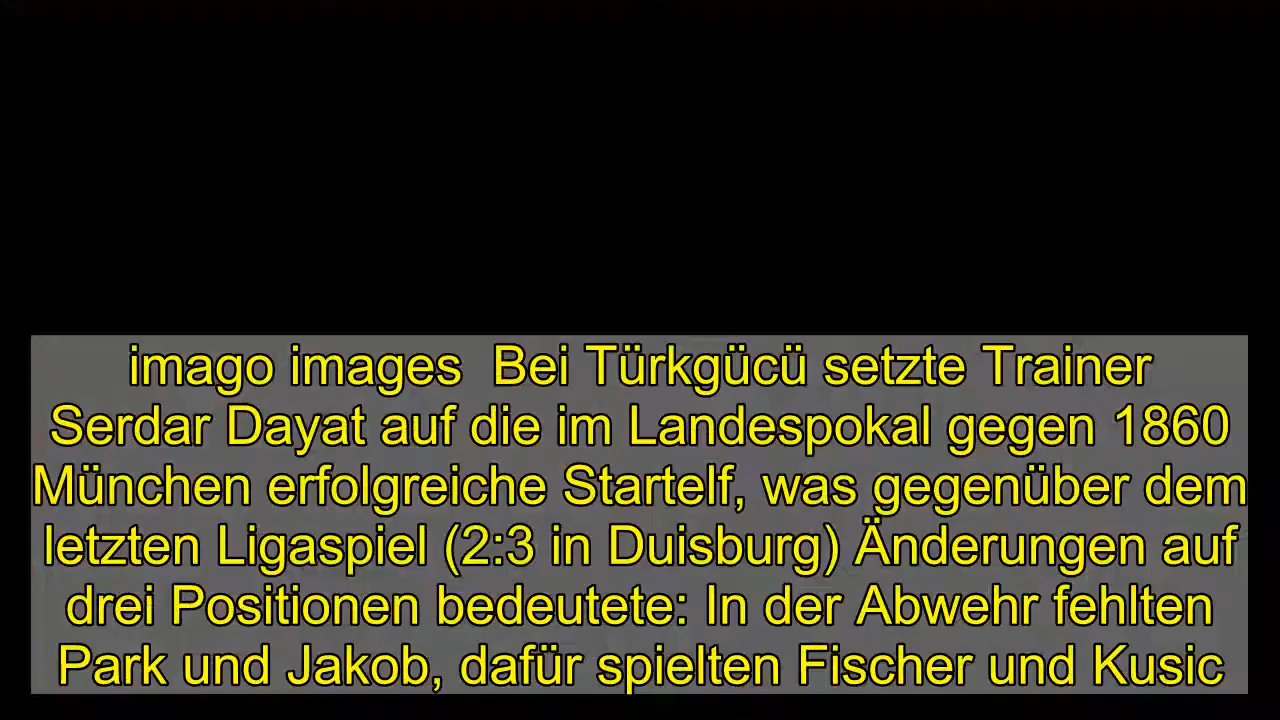 imago images  Bei Türkgücü setzte Trainer
Serdar Dayat auf die im Landespokal gegen 1860
München erfolgreiche Startelf, was gegenüber dem
letzten Ligaspiel (2:3 in Duisburg) Änderungen auf
drei Positionen bedeutete: In der Abwehr fehlten
Park und Jakob, dafür spielten Fischer und Kusic